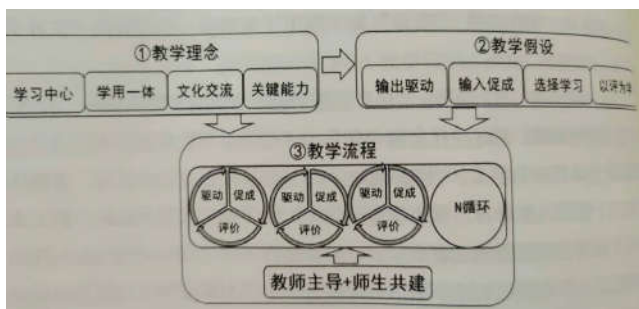 ①教学理念
②教学假设
学习中心 学用一体 文化交流 关键能力
输出驱动 输入促成 选择学习 以评为
③教学流程
驱动 促成 驱动 促成 驱动 促成 N循环
评价 评价 评价
教师主导+师生共建